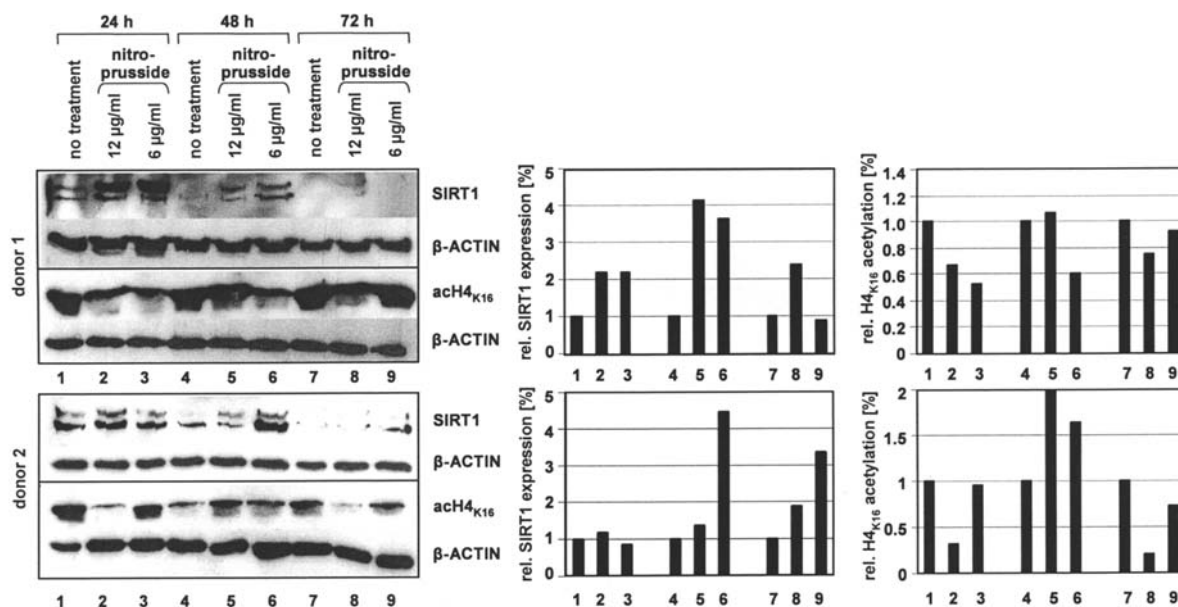 24 h 48 h 72 h
no treatment
nitro-
prusside
12 µg/ml
6 µg/ml
no treatment
nitro-
prusside
12 µg/ml
6 µg/ml
no treatment
nitro-
prusside
12 µg/ml
6 µg/ml
donor 1
SIRT1
β-ACTIN
acH4K16
β-ACTIN
1 2 3 4 5 6 7 8 9
donor 2
SIRT1
β-ACTIN
acH4K16
β-ACTIN
1 2 3 4 5 6 7 8 9
rel. SIRT1 expression [%]
5
4
3
2
1
0
1 2 3 4 5 6 7 8 9
rel. H4K16 acetylation [%]
1.4
1.2
1.0
0.8
0.6
0.4
0.2
0
1 2 3 4 5 6 7 8 9
rel. SIRT1 expression [%]
5
4
3
2
1
0
1 2 3 4 5 6 7 8 9
rel. H4K16 acetylation [%]
2
1.5
1
0.5
0
1 2 3 4 5 6 7 8 9